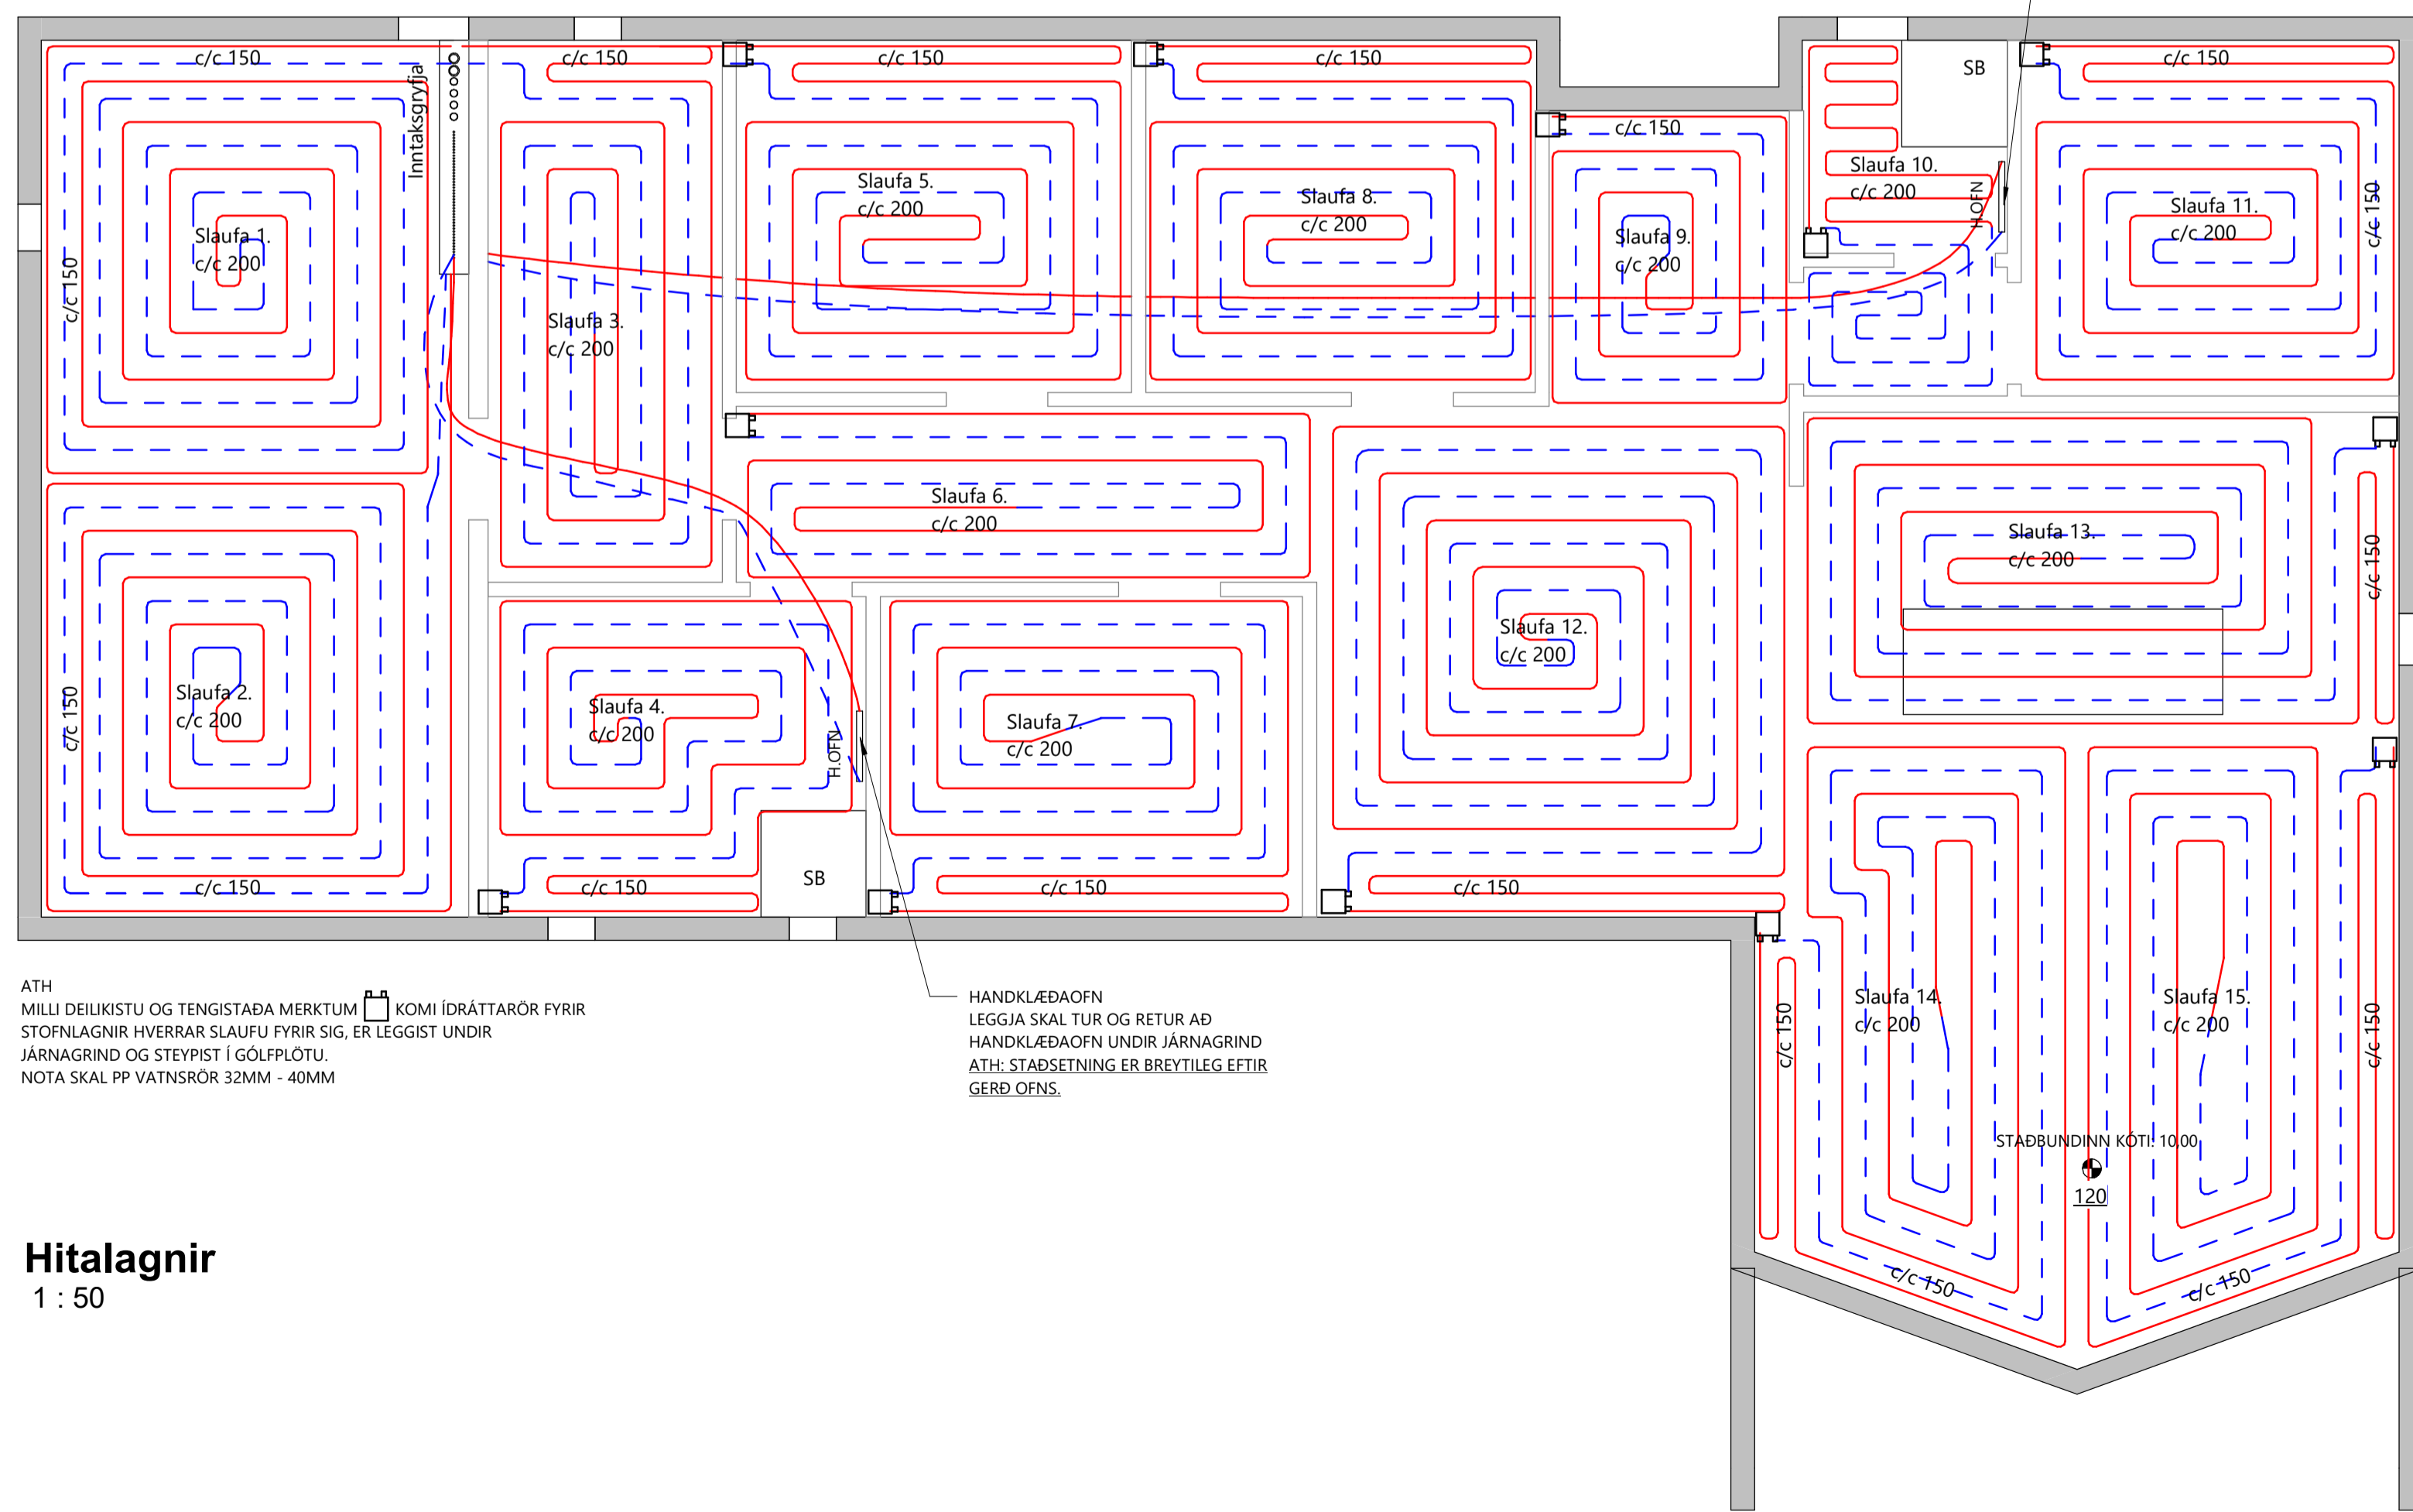 c/c 150
c/c 150
c/c 150
c/c 150
SB
c/c 150
Inntaksgryfja
c/c 150
Slaufa 10.
c/c 200
H.OFN
Slaufa 5.
c/c 200
Slaufa 8.
c/c 200
Slaufa 11.
c/c 200
c/c 150
Slaufa 1.
c/c 200
Slaufa 9.
c/c 200
c/c 150
Slaufa 3.
c/c 200
Slaufa 6.
c/c 200
Slaufa 13.
c/c 200
c/c 150
Slaufa 12.
c/c 200
Slaufa 2.
c/c 200
c/c 150
Slaufa 4.
c/c 200
H.OFN
Slaufa 7.
c/c 200
c/c 150
c/c 150
SB
c/c 150
c/c 150
Slaufa 14.
c/c 200
c/c 150
Slaufa 15.
c/c 200
c/c 150
STAÐBUNDINN KÓTI: 10,00
120
c/c 150
c/c 150
ATH
MILLI DEILIKISTU OG TENGISTAÐA MERKTUM KOMI ÍDRÁTTARÖR FYRIR
STOFNLAGNIR HVERRAR SLAUFU FYRIR SIG, ER LEGGIST UNDIR
JÁRNAGRIND OG STEYPIST Í GÓLFPLÖTU.
NOTA SKAL PP VATNSRÖR 32MM - 40MM
HANDKLÆÐAOFN
LEGGJA SKAL TUR OG RETUR AÐ
HANDKLÆÐAOFN UNDIR JÁRNAGRIND
ATH: STAÐSETNING ER BREYTILEG EFTIR
GERÐ OFNS.
Hitalagnir
1 : 50